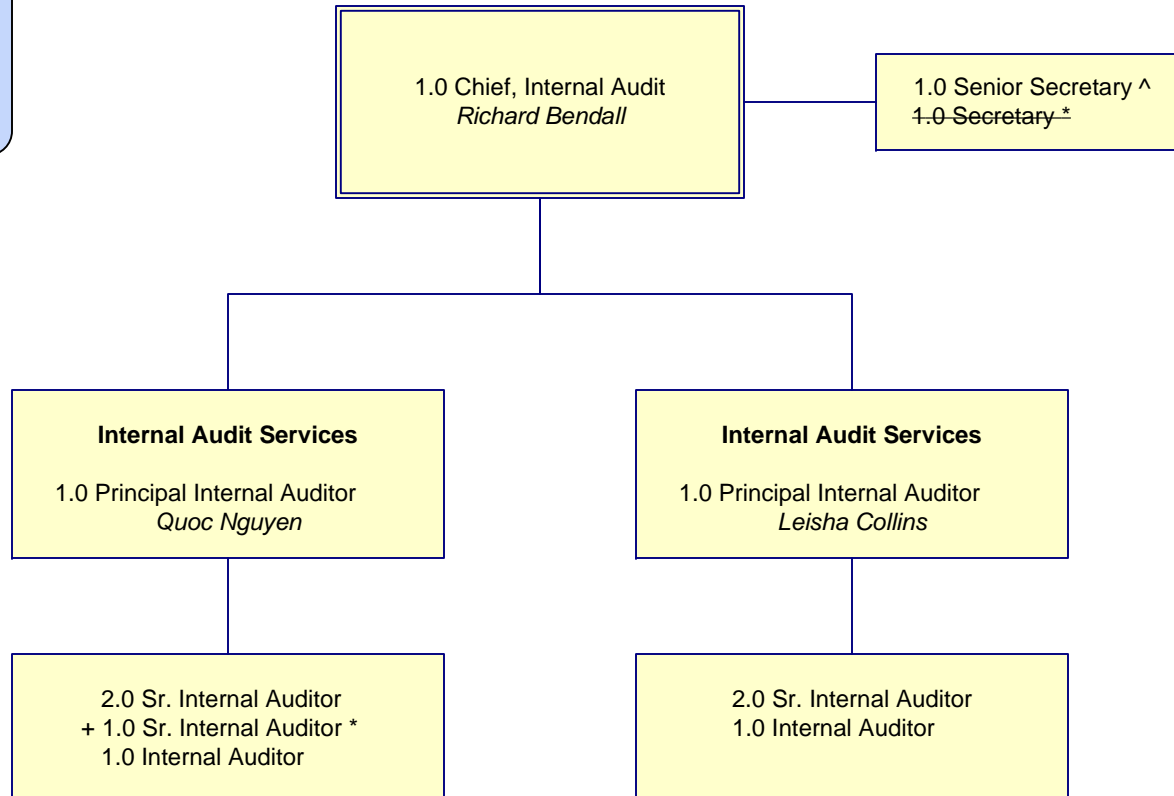 1.0 Chief, Internal Audit
Richard Bendall
1.0 Senior Secretary ^
1.0 Secretary *
Internal Audit Services
1.0 Principal Internal Auditor
Quoc Nguyen
Internal Audit Services
1.0 Principal Internal Auditor
Leisha Collins
2.0 Sr. Internal Auditor
+ 1.0 Sr. Internal Auditor *
1.0 Internal Auditor
2.0 Sr. Internal Auditor
1.0 Internal Auditor